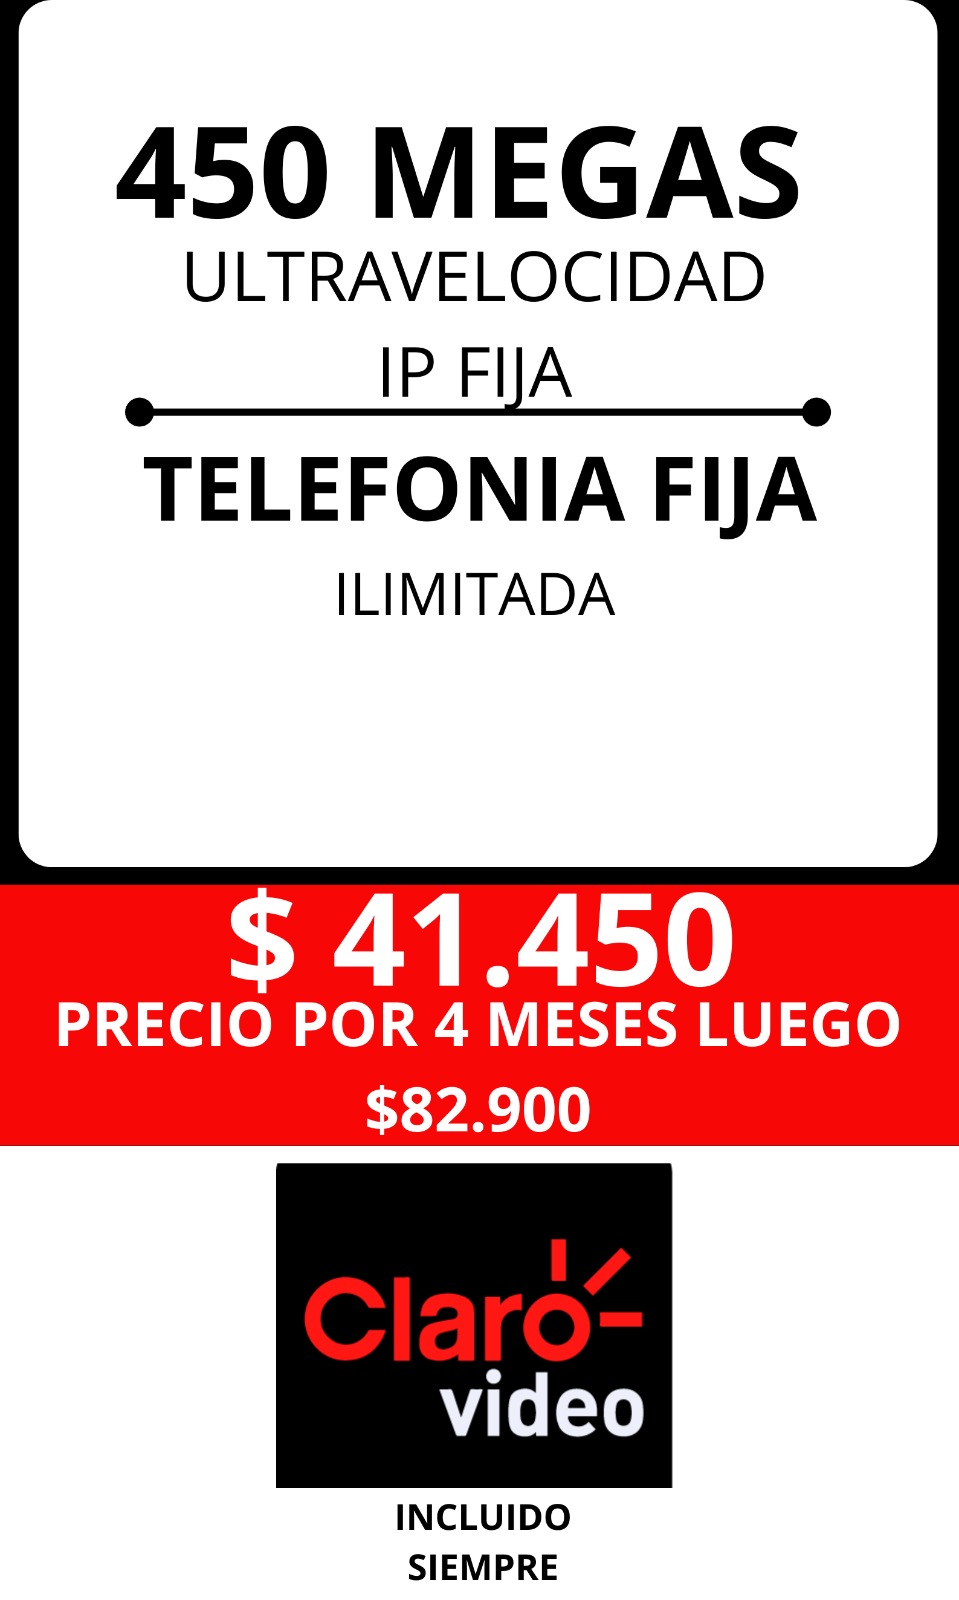 450 MEGAS
ULTRAVELOCIDAD
IP FIJA
TELEFONIA FIJA
ILIMITADA
$ 41.450
PRECIO POR 4 MESES LUEGO
$82.900
Claro
video
INCLUIDO
SIEMPRE